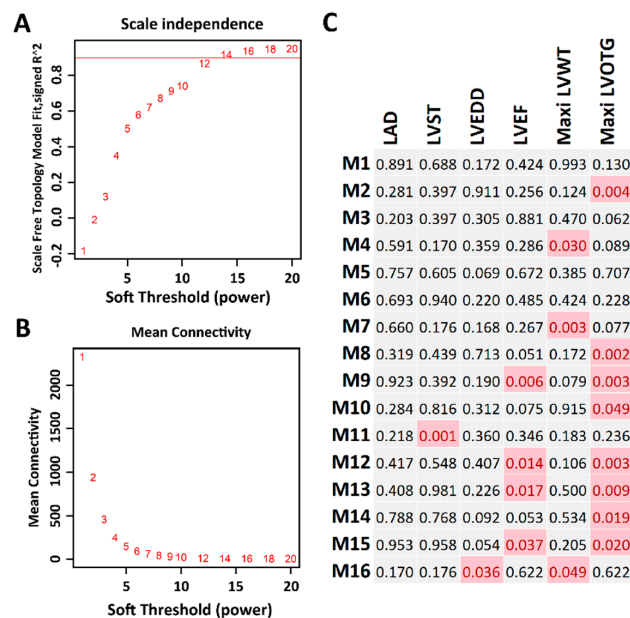 A
Scale independence
Scale Free Topology Model Fit,signed R^2
0.8
0.6
0.4
0.2
0.0
-0.2
1
2
3
4
5
6
7
8
9
10
12
14
16
18
20
5
10
15
20
Soft Threshold (power)
B
Mean Connectivity
Mean Connectivity
2000
1500
1000
500
0
1
2
3
4
5
6
7
8
9
10
12
14
16
18
20
5
10
15
20
Soft Threshold (power)
C
LAD LVST LVEDD LVEF Maxi LVWT Maxi LVOTG
M1 0.891 0.688 0.172 0.424 0.993 0.130
M2 0.281 0.397 0.911 0.256 0.124 0.004
M3 0.203 0.397 0.305 0.881 0.470 0.062
M4 0.591 0.170 0.359 0.286 0.030 0.089
M5 0.757 0.605 0.069 0.672 0.385 0.707
M6 0.693 0.940 0.220 0.485 0.424 0.228
M7 0.660 0.176 0.168 0.267 0.003 0.077
M8 0.319 0.439 0.713 0.051 0.172 0.002
M9 0.923 0.392 0.190 0.006 0.079 0.003
M10 0.284 0.816 0.312 0.075 0.915 0.049
M11 0.218 0.001 0.360 0.346 0.183 0.236
M12 0.417 0.548 0.407 0.014 0.106 0.003
M13 0.408 0.981 0.226 0.017 0.500 0.009
M14 0.788 0.768 0.092 0.053 0.534 0.019
M15 0.953 0.958 0.054 0.037 0.205 0.020
M16 0.170 0.176 0.036 0.622 0.049 0.622